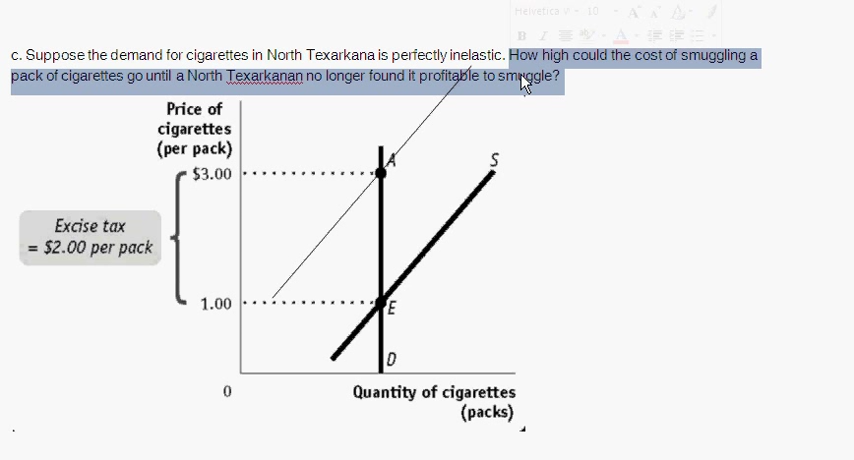 Helvetica
10
B I A
c. Suppose the demand for cigarettes in North Texarkana is perfectly inelastic. How high could the cost of smuggling a
pack of cigarettes go until a North Texarkanan no longer found it profitable to smuggle?
Price of
cigarettes
(per pack)
$3.00
A
S
Excise tax
= $2.00 per pack
1.00
E
D
0
Quantity of cigarettes
(packs)